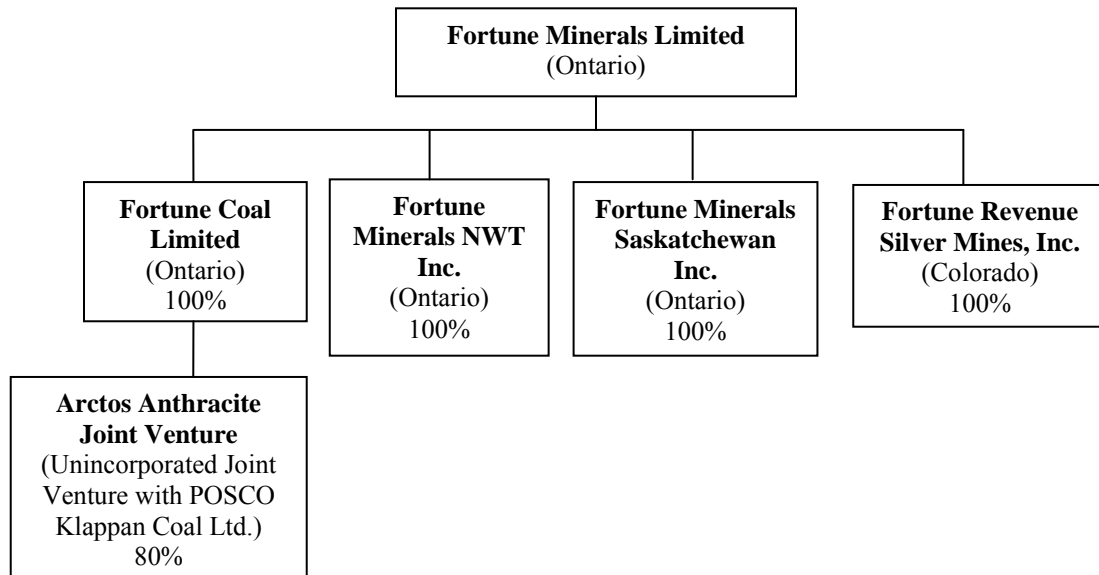 Fortune Minerals Limited
(Ontario)
Fortune Coal
Limited
(Ontario)
100%
Fortune
Minerals NWT
Inc.
(Ontario)
100%
Fortune Minerals
Saskatchewan
Inc.
(Ontario)
100%
Fortune Revenue
Silver Mines, Inc.
(Colorado)
100%
Arctos Anthracite
Joint Venture
(Unincorporated Joint
Venture with POSCO
Klappan Coal Ltd.)
80%